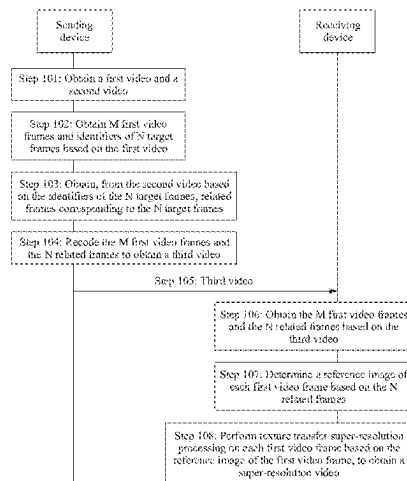 Sending
device
Receiving
device
Step 101: Obtain a first video and a
second video
Step 102: Obtain M first video
frames and identifiers of N target
frames based on the first video
Step 103: Obtain, from the second video based
on the identifiers of the N target frames, related
frames corresponding to the N target frames
Step 104: Recode the M first video frames and
the N related frames to obtain a third video
Step 105: Third video
Step 106: Obtain the M first video frames
and the N related frames based on the
third video
Step 107: Determine a reference image of
each first video frame based on the N
related frames
Step 108: Perform texture transfer super-resolution
processing on each first video frame based on the
reference image of the first video frame, to obtain a
super-resolution video